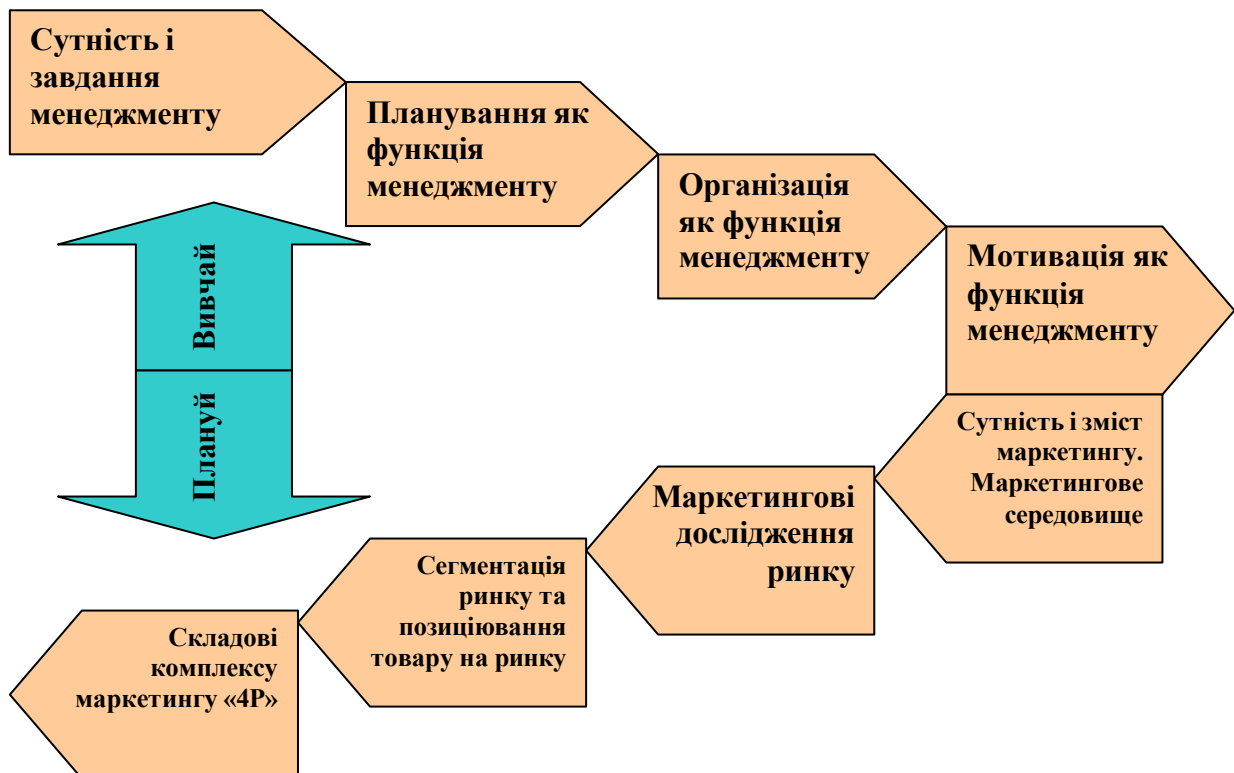 Сутність і
завдання
менеджменту
Планування як
функція
менеджменту
Організація
як функція
менеджменту
Мотивація як
функція
менеджменту
Вивчай
Плануй
Сутність і зміст
маркетингу.
Маркетингове
середовище
Маркетингові
дослідження
ринку
Сегментація
ринку та
позиціювання
товару на ринку
Складові
комплексу
маркетингу «4Р»